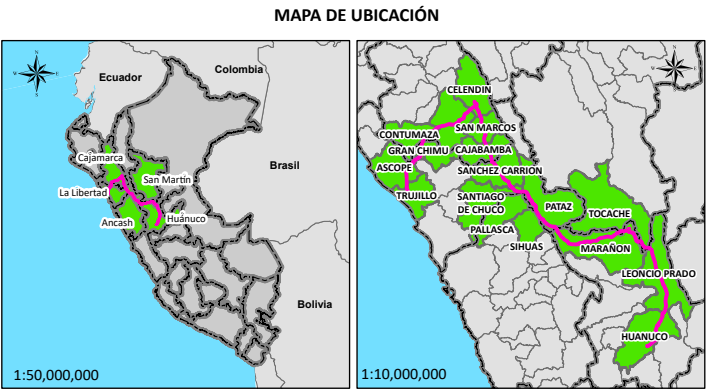 MAPA DE UBICACIÓN
Ecuador
Colombia
Cajamarca
San Martín
Brasil
La Libertad
Huánuco
Ancash
Bolivia
1:50,000,000
CELENDIN
CONTUMAZA
SAN MARCOS
GRAN CHIMU
CAJABAMBA
ASCOPE
SANCHEZ CARRION
TRUJILLO
SANTIAGO
DE CHUCO
PATAZ
TOCACHE
PALLASCA
SIHUAS
MARAÑON
LEONCIO PRADO
HUANUCO
1:10,000,000